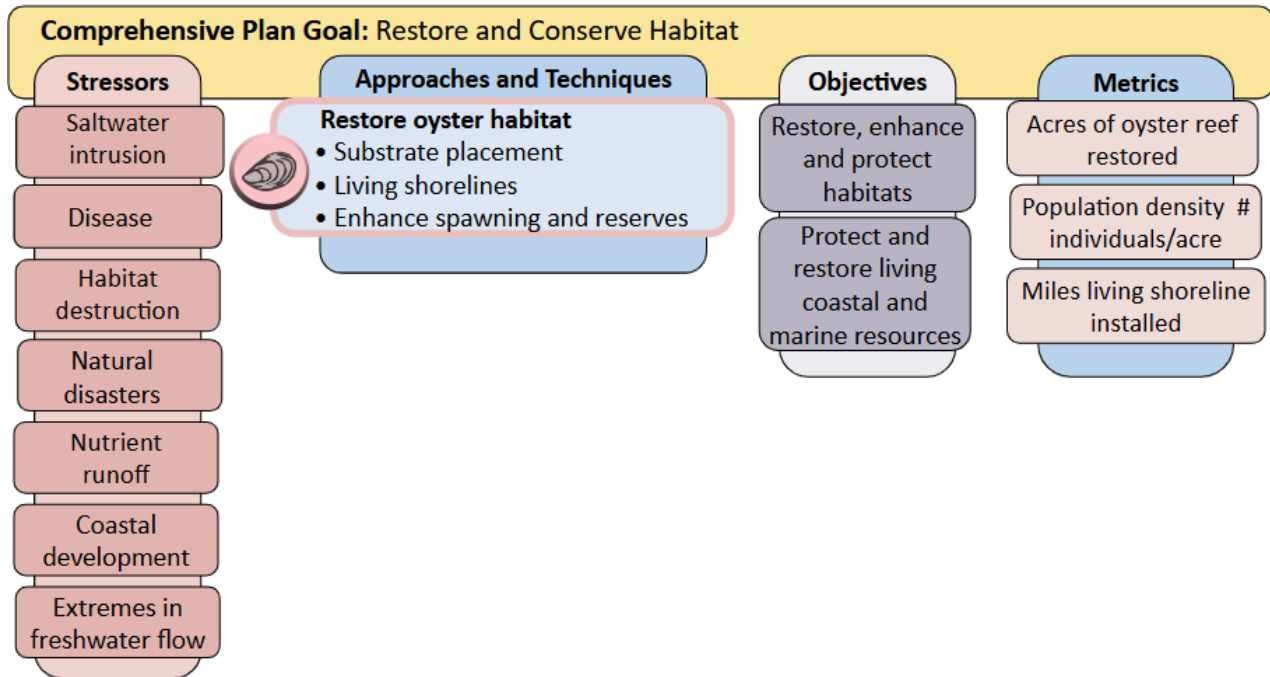 Comprehensive Plan Goal: Restore and Conserve Habitat
Stressors
Saltwater
intrusion
Disease
Habitat
destruction
Natural
disasters
Nutrient
runoff
Coastal
development
Extremes in
freshwater flow
Approaches and Techniques
Restore oyster habitat
• Substrate placement
• Living shorelines
• Enhance spawning and reserves
Objectives
Restore, enhance
and protect
habitats
Protect and
restore living
coastal and
marine resources
Metrics
Acres of oyster reef
restored
Population density #
individuals/acre
Miles living shoreline
installed